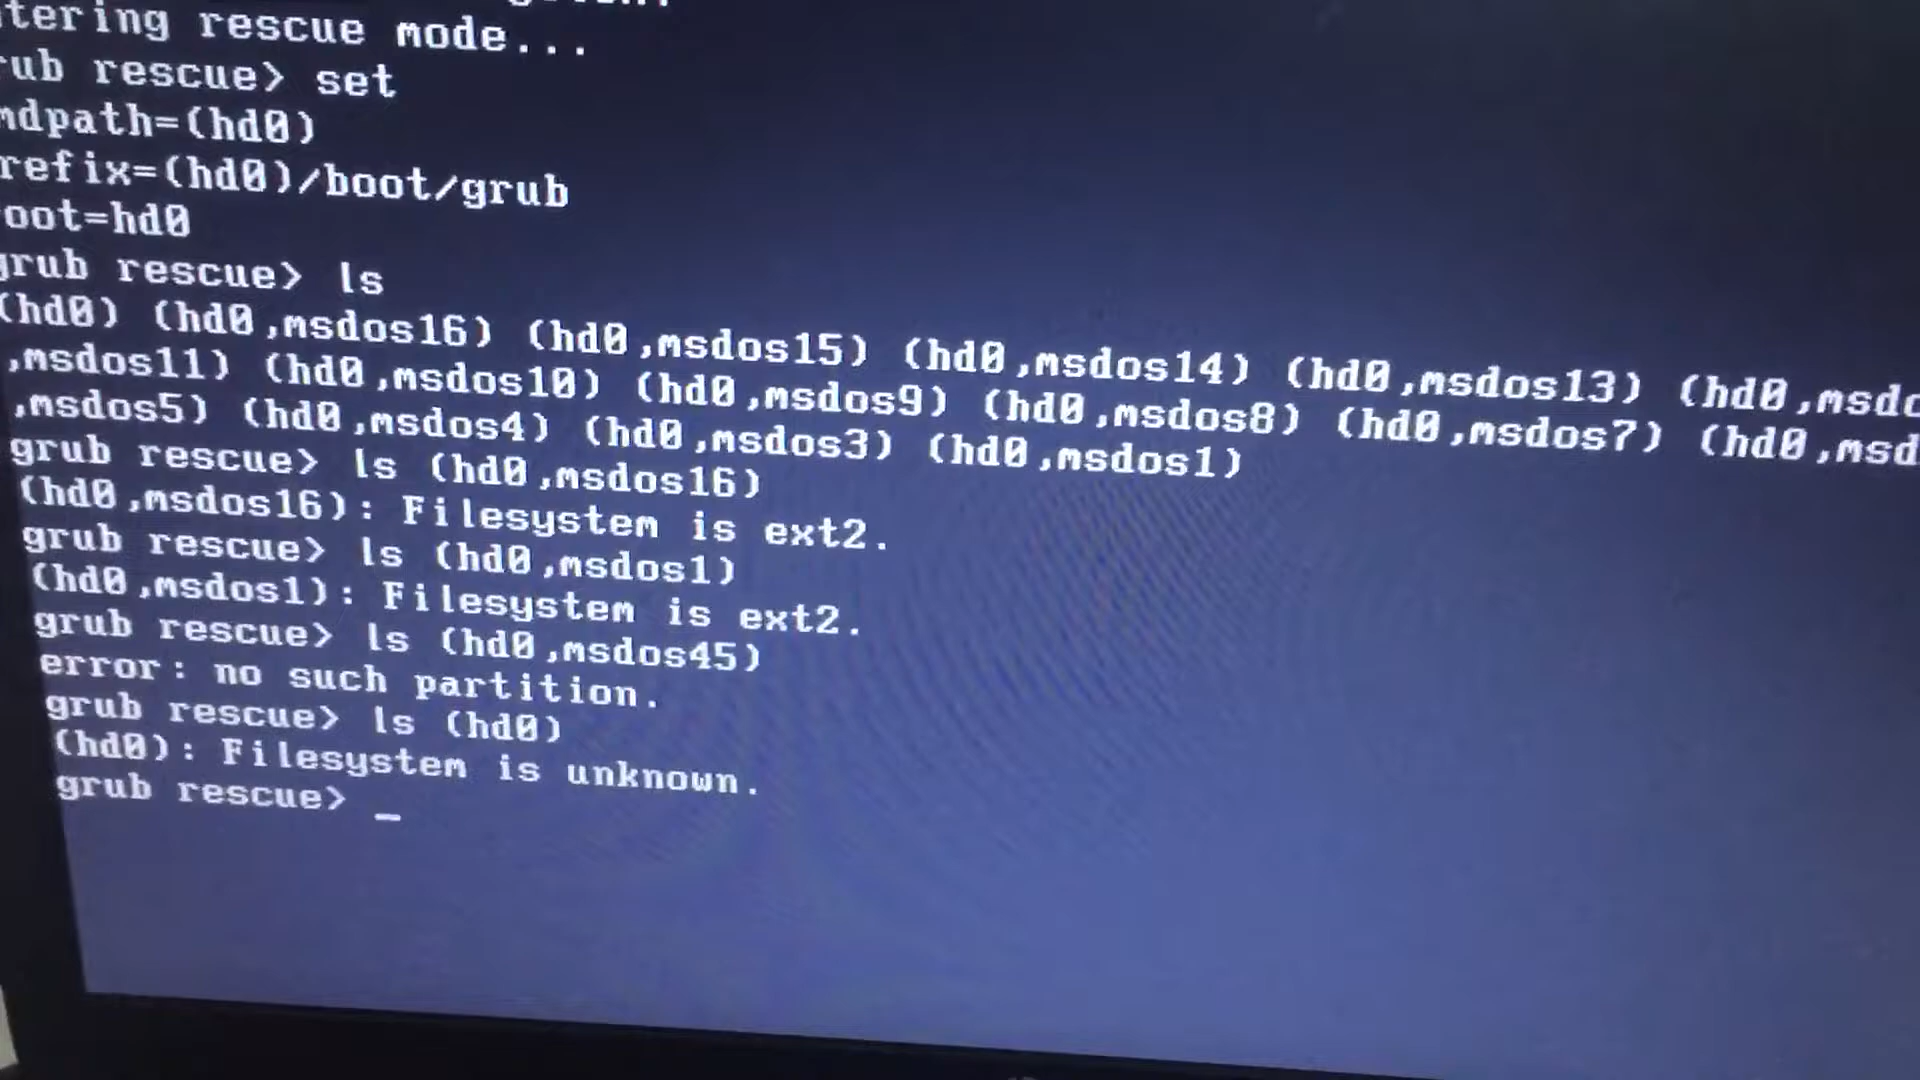 tering rescue mode...
rub rescue> set
mdpath=(hd0)
refix=(hd0)/boot/grub
oot=hd0
grub rescue> ls
(hd0) (hd0,msdos16) (hd0,msdos15) (hd0,msdos14) (hd0,msdos13) (hd0,msdo
,msdos11) (hd0,msdos10) (hd0,msdos9) (hd0,msdos8) (hd0,msdos7) (hd0,msd
,msdos5) (hd0,msdos4) (hd0,msdos3) (hd0,msdos1)
grub rescue> ls (hd0,msdos16)
(hd0,msdos16): Filesystem is ext2.
grub rescue> ls (hd0,msdos1)
(hd0,msdos1): Filesystem is ext2.
grub rescue> ls (hd0,msdos45)
error: no such partition.
grub rescue> ls (hd0)
(hd0): Filesystem is unknown.
grub rescue> _